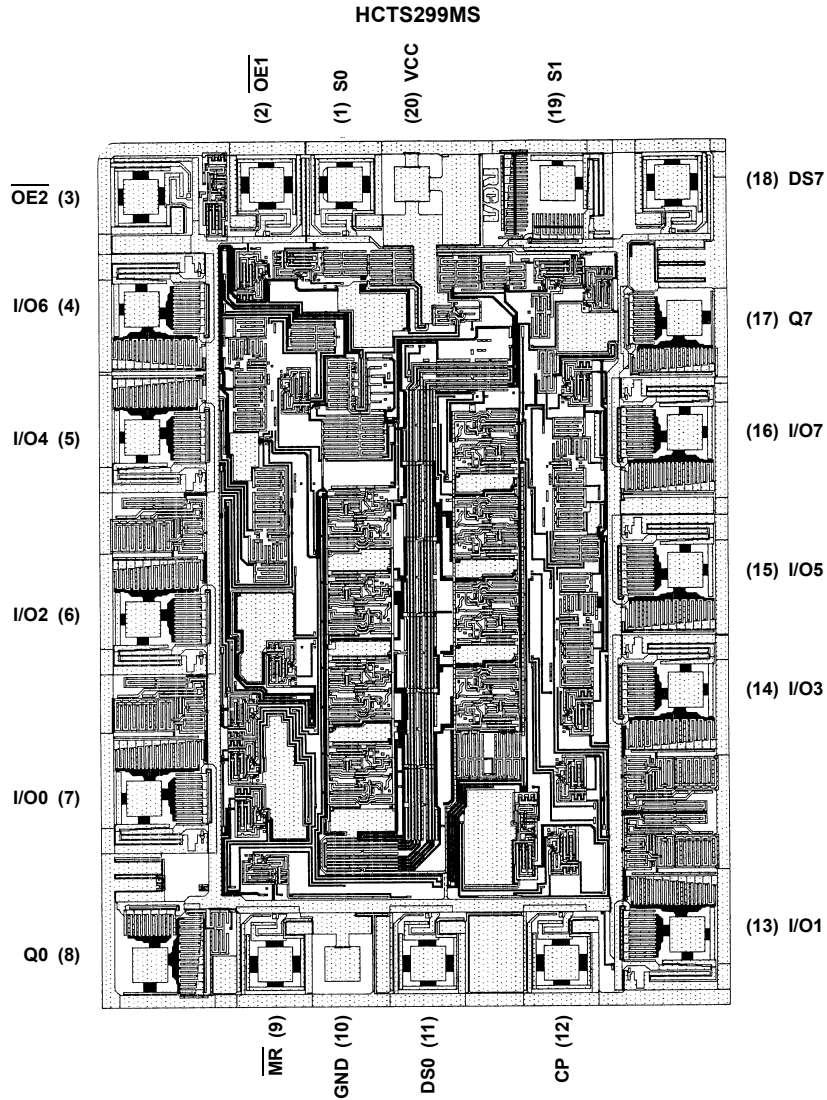 HCTS299MS
OE1 (2)
S0 (1)
VCC (20)
S1 (19)
OE2 (3)
I/O6 (4)
I/O4 (5)
I/O2 (6)
I/O0 (7)
Q0 (8)
RCA
(18) DS7
(17) Q7
(16) I/O7
(15) I/O5
(14) I/O3
(13) I/O1
MR (9)
GND (10)
DS0 (11)
CP (12)